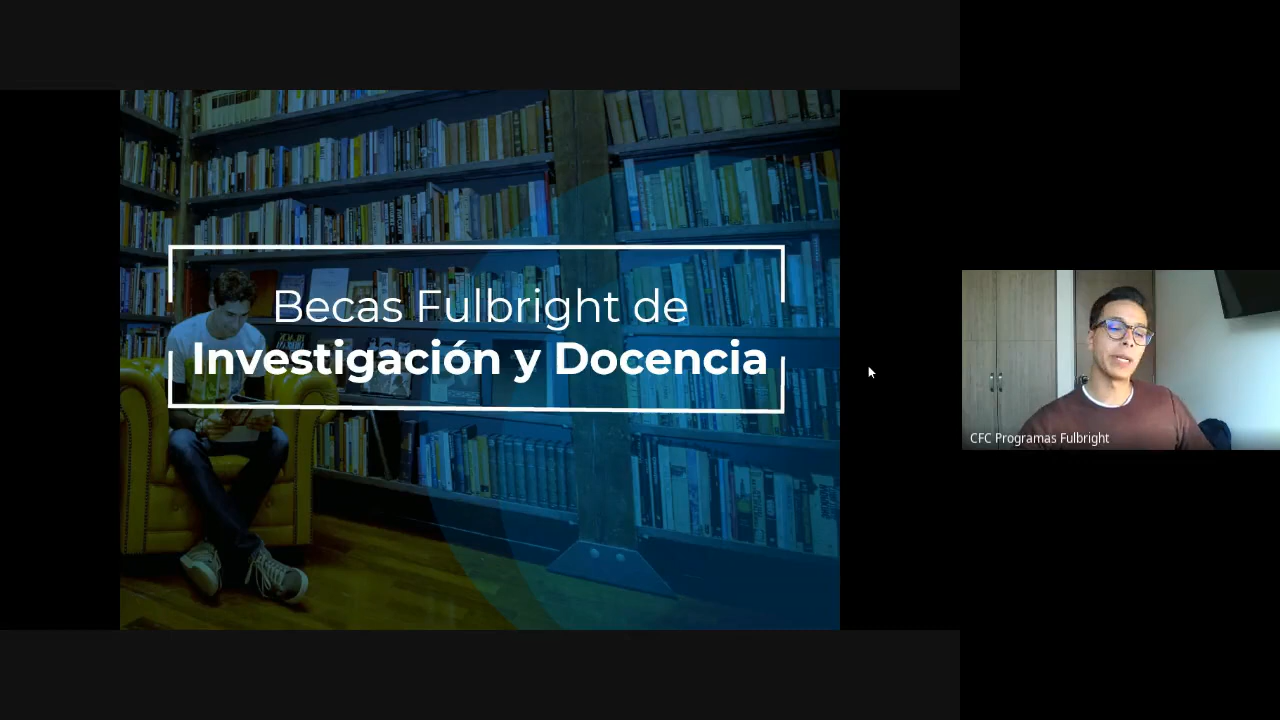 Becas Fulbright de
Investigación y Docencia
CFC Programas Fulbright